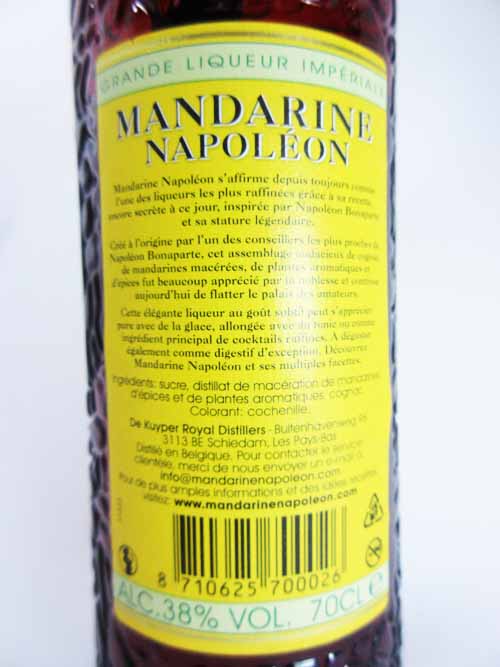 GRANDE LIQUEUR IMPÉRIALE
MANDARINE
NAPOLÉON
Mandarine Napoléon s'affirme depuis toujours comme
l'une des liqueurs les plus raffinées grâce à sa recette,
encore secrète à ce jour, inspirée par Napoléon Bonaparte
et sa stature légendaire.
Créé à l'origine par l'un des conseillers les plus proches de
Napoléon Bonaparte, cet assemblage audacieux de cognac,
de mandarines macérées, de plantes aromatiques et
d'épices fut beaucoup apprécié par la noblesse et continue
aujourd'hui de flatter le palais des amateurs.
Cette élégante liqueur au goût subtil peut s'apprécier
pure avec de la glace, allongée avec du tonic ou comme
ingrédient principal de cocktails raffinés. A déguster
également comme digestif d'exception. Découvrez
Mandarine Napoléon et ses multiples facettes.
Ingrédients: sucre, distillat de macération de mandarines,
d'épices et de plantes aromatiques, cognac.
Colorant: cochenille.
De Kuyper Royal Distillers - Buitenhavenweg 98
3113 BE Schiedam, Les Pays-Bas
Distillé en Belgique. Pour contacter le service
clientèle, merci de nous envoyer un e-mail à
info@mandarinenapoleon.com
Pour de plus amples informations et des idées recettes,
visitez: www.mandarinenapoleon.com
8 710625 700026
ALC.38% VOL. 70CL e